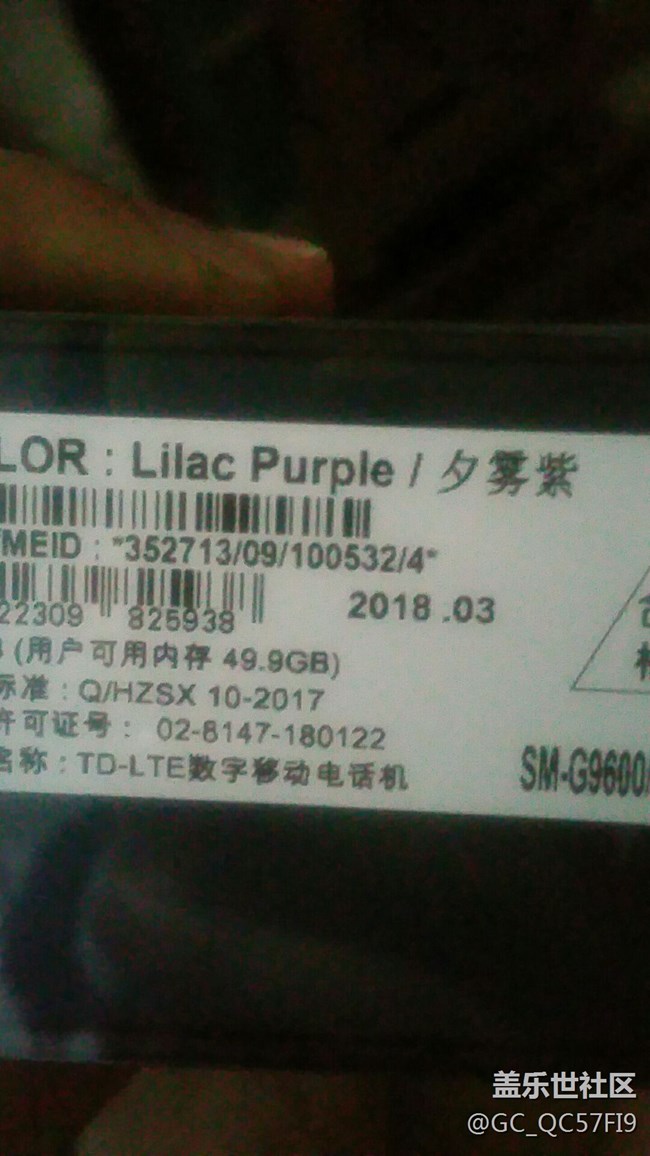 LOR : Lilac Purple / 夕雾紫
MEID : "352713/09/100532/4"
22309 825938
2018 .03
(用户可用内存 49.9GB)
标准 : Q/HZSX 10-2017
许可证号 : 02-8147-180122
名称 : TD-LTE数字移动电话机
SM-G9600
合
格
盖乐世社区
@GC_QC57FI9